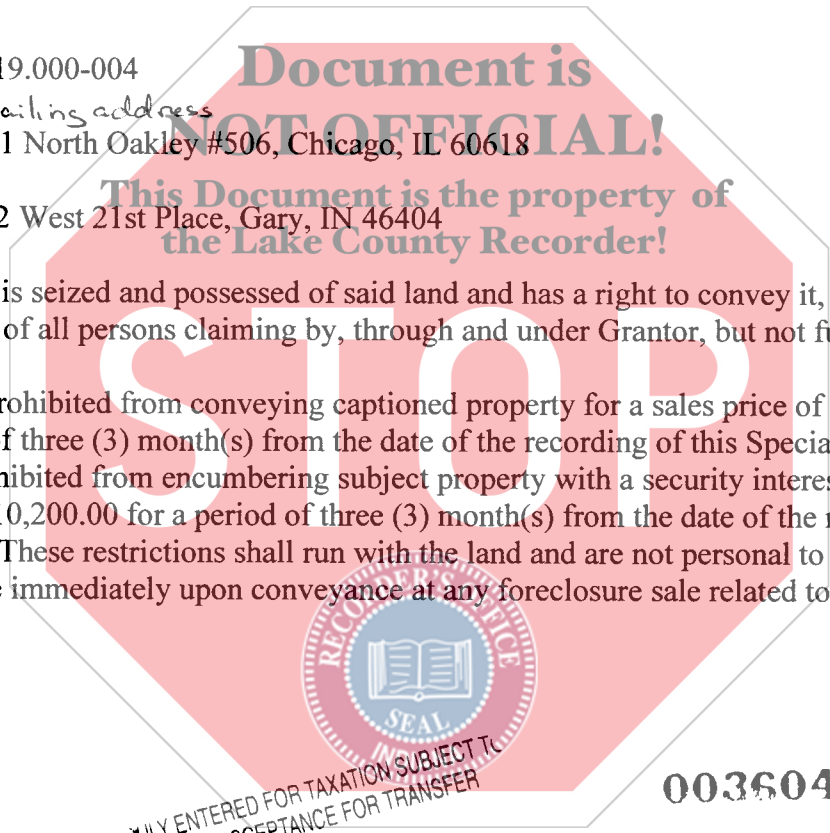 19.000-004
Document is
ailing address
1 North Oakley #506, Chicago, IL 60618
NOT OFFICIAL!
This Document is the property of
2 West 21st Place, Gary, IN 46404
the Lake County Recorder!
is seized and possessed of said land and has a right to convey it,
of all persons claiming by, through and under Grantor, but not fu
STOP
rohibited from conveying captioned property for a sales price of
f three (3) month(s) from the date of the recording of this Specia
hibited from encumbering subject property with a security interes
10,200.00 for a period of three (3) month(s) from the date of the r
These restrictions shall run with the land and are not personal to
e immediately upon conveyance at any foreclosure sale related to
RECORDER'S OFFICE
SEAL
ENTERED FOR TAXATION SUBJECT TO
CEPTANCE FOR TRANSFER
003604